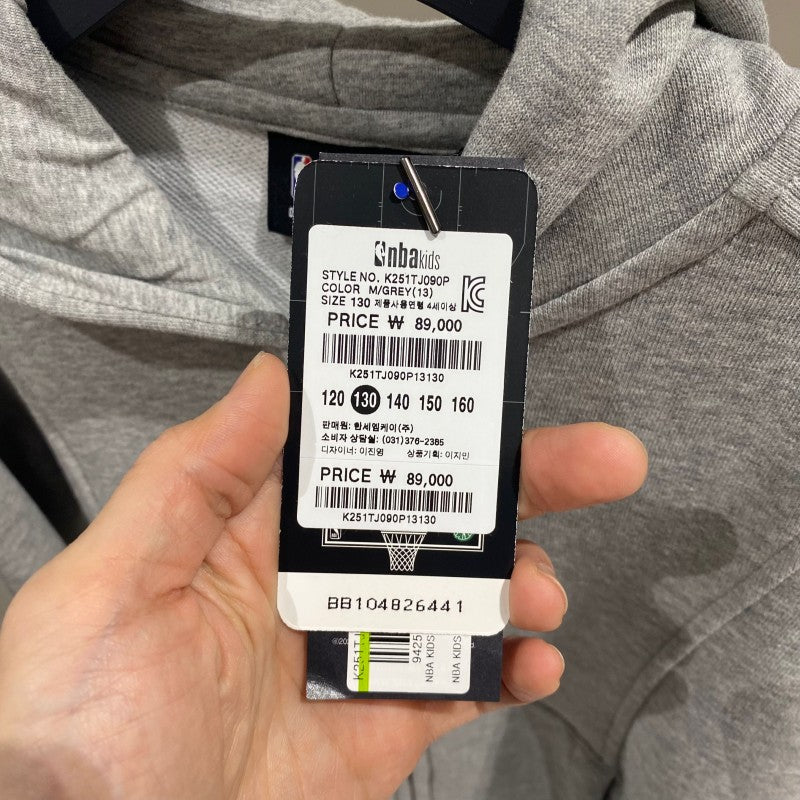 nbakids
STYLE NO. K251TJ090P
COLOR M/GREY(13)
SIZE 130 제품사용연령 4세이상
PRICE ₩ 89,000
K251TJ090P13130
120 130 140 150 160
판매원: 한세엠케이(주)
소비자 상담실: (031)376-2385
디자이너: 이진영 상품기획: 이지민
PRICE ₩ 89,000
K251TJ090P13130
BB104826441
K251TJ
9425
NBA KIDS
NBA KIDS